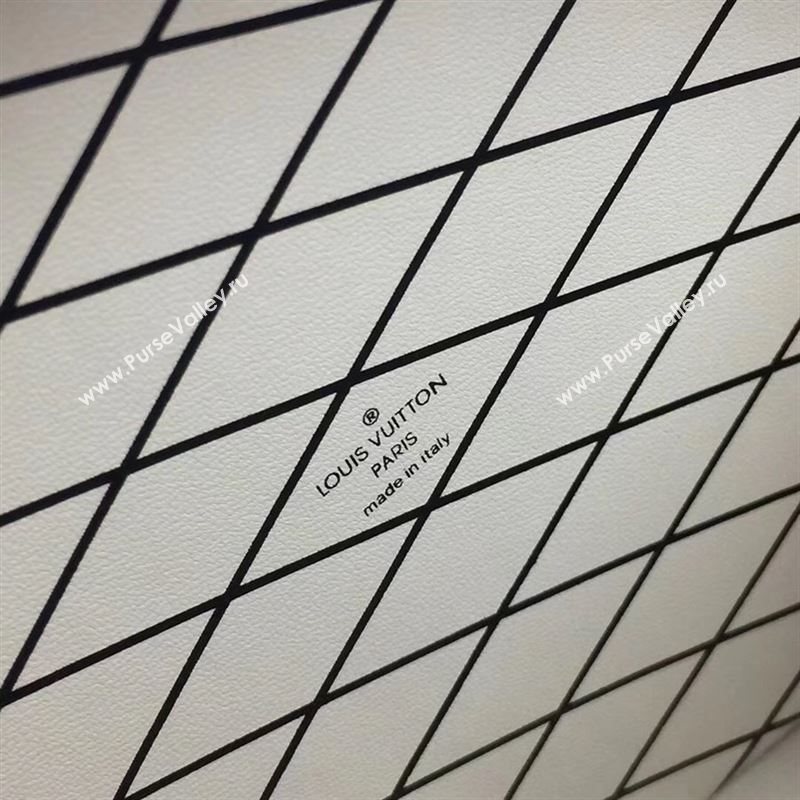 ®
LOUIS VUITTON
PARIS
made in italy
www.PurseValley.ru
www.PurseValley.ru